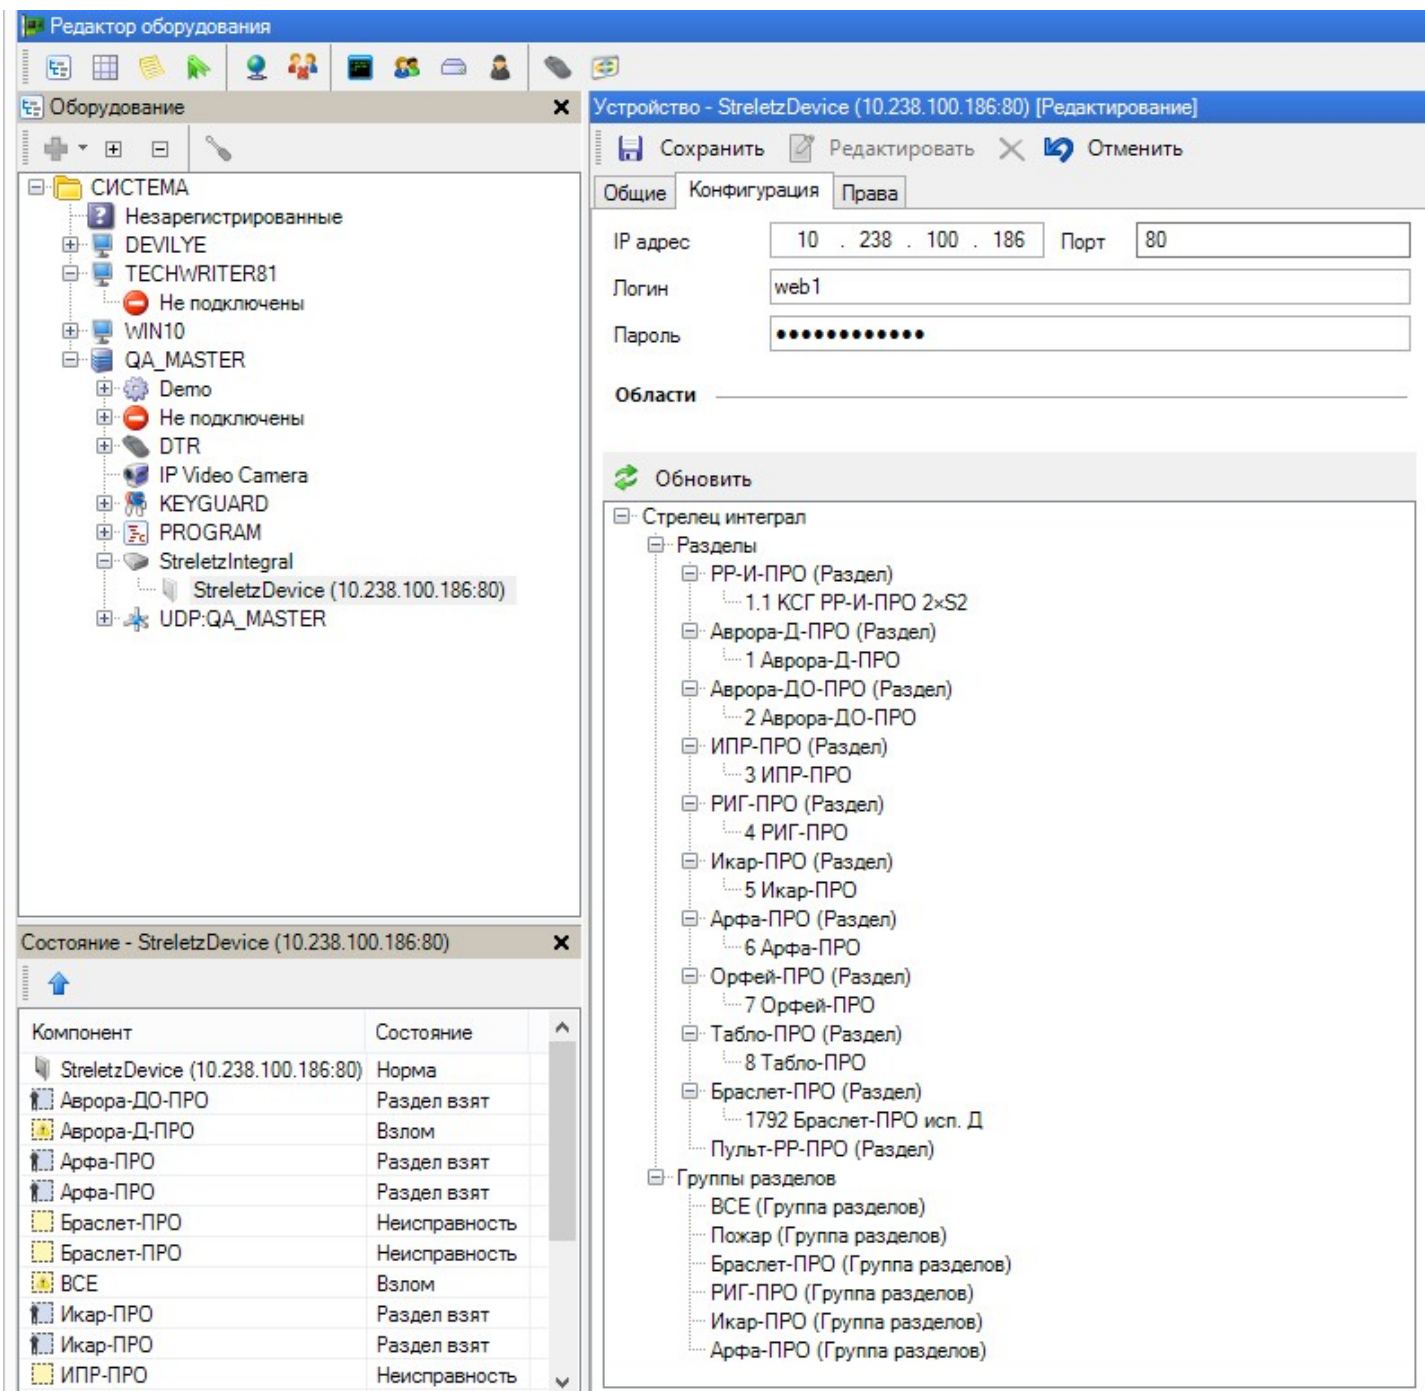 Редактор оборудования
Оборудование
СИСТЕМА
Незарегистрированные
DEVILYE
TECHWRITER81
Не подключены
WIN10
QA_MASTER
Demo
Не подключены
DTR
IP Video Camera
KEYGUARD
PROGRAM
StreletzIntegral
StreletzDevice (10.238.100.186:80)
UDP:QA_MASTER
Состояние - StreletzDevice (10.238.100.186:80)
Компонент Состояние
StreletzDevice (10.238.100.186:80) Норма
Аврора-ДО-ПРО Раздел взят
Аврора-Д-ПРО Взлом
Арфа-ПРО Раздел взят
Арфа-ПРО Раздел взят
Браслет-ПРО Неисправность
Браслет-ПРО Неисправность
ВСЕ Взлом
Икар-ПРО Раздел взят
Икар-ПРО Раздел взят
ИПР-ПРО Неисправность
Устройство - StreletzDevice (10.238.100.186:80) [Редактирование]
Сохранить Редактировать Отменить
Общие Конфигурация Права
IP адрес 10 . 238 . 100 . 186 Порт 80
Логин web1
Пароль ●●●●●●●●●●●●
Области
Обновить
Стрелец интеграл
Разделы
РР-И-ПРО (Раздел)
1.1 КСГ РР-И-ПРО 2×S2
Аврора-Д-ПРО (Раздел)
1 Аврора-Д-ПРО
Аврора-ДО-ПРО (Раздел)
2 Аврора-ДО-ПРО
ИПР-ПРО (Раздел)
3 ИПР-ПРО
РИГ-ПРО (Раздел)
4 РИГ-ПРО
Икар-ПРО (Раздел)
5 Икар-ПРО
Арфа-ПРО (Раздел)
6 Арфа-ПРО
Орфей-ПРО (Раздел)
7 Орфей-ПРО
Табло-ПРО (Раздел)
8 Табло-ПРО
Браслет-ПРО (Раздел)
1792 Браслет-ПРО исп. Д
Пульт-РР-ПРО (Раздел)
Группы разделов
ВСЕ (Группа разделов)
Пожар (Группа разделов)
Браслет-ПРО (Группа разделов)
РИГ-ПРО (Группа разделов)
Икар-ПРО (Группа разделов)
Арфа-ПРО (Группа разделов)